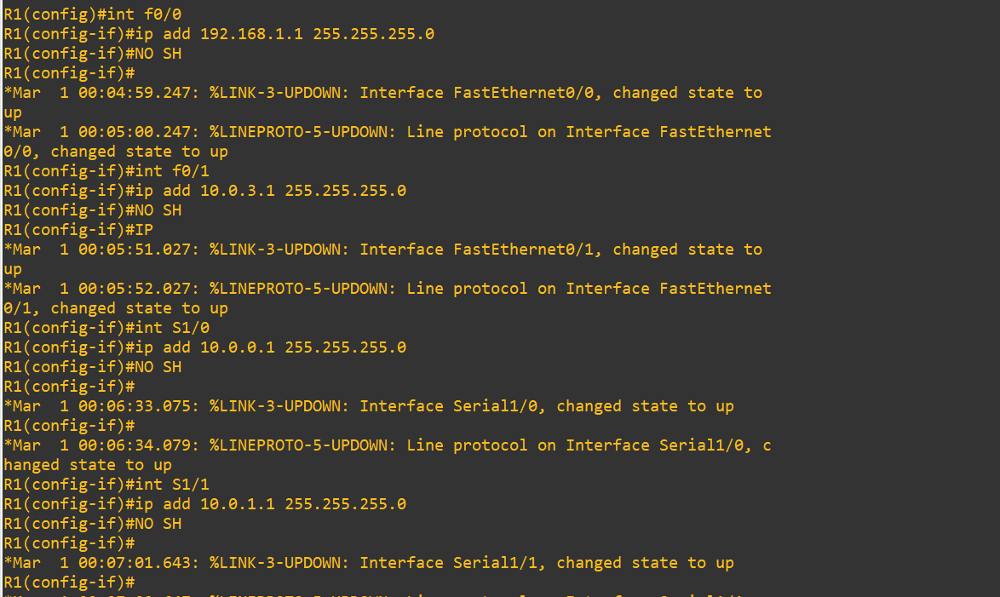 R1(config)#int f0/0
R1(config-if)#ip add 192.168.1.1 255.255.255.0
R1(config-if)#NO SH
R1(config-if)#
*Mar  1 00:04:59.247: %LINK-3-UPDOWN: Interface FastEthernet0/0, changed state to
up
*Mar  1 00:05:00.247: %LINEPROTO-5-UPDOWN: Line protocol on Interface FastEthernet
0/0, changed state to up
R1(config-if)#int f0/1
R1(config-if)#ip add 10.0.3.1 255.255.255.0
R1(config-if)#NO SH
R1(config-if)#IP
*Mar  1 00:05:51.027: %LINK-3-UPDOWN: Interface FastEthernet0/1, changed state to
up
*Mar  1 00:05:52.027: %LINEPROTO-5-UPDOWN: Line protocol on Interface FastEthernet
0/1, changed state to up
R1(config-if)#int S1/0
R1(config-if)#ip add 10.0.0.1 255.255.255.0
R1(config-if)#NO SH
R1(config-if)#
*Mar  1 00:06:33.075: %LINK-3-UPDOWN: Interface Serial1/0, changed state to up
R1(config-if)#
*Mar  1 00:06:34.079: %LINEPROTO-5-UPDOWN: Line protocol on Interface Serial1/0, c
hanged state to up
R1(config-if)#int S1/1
R1(config-if)#ip add 10.0.1.1 255.255.255.0
R1(config-if)#NO SH
R1(config-if)#
*Mar  1 00:07:01.643: %LINK-3-UPDOWN: Interface Serial1/1, changed state to up
R1(config-if)#